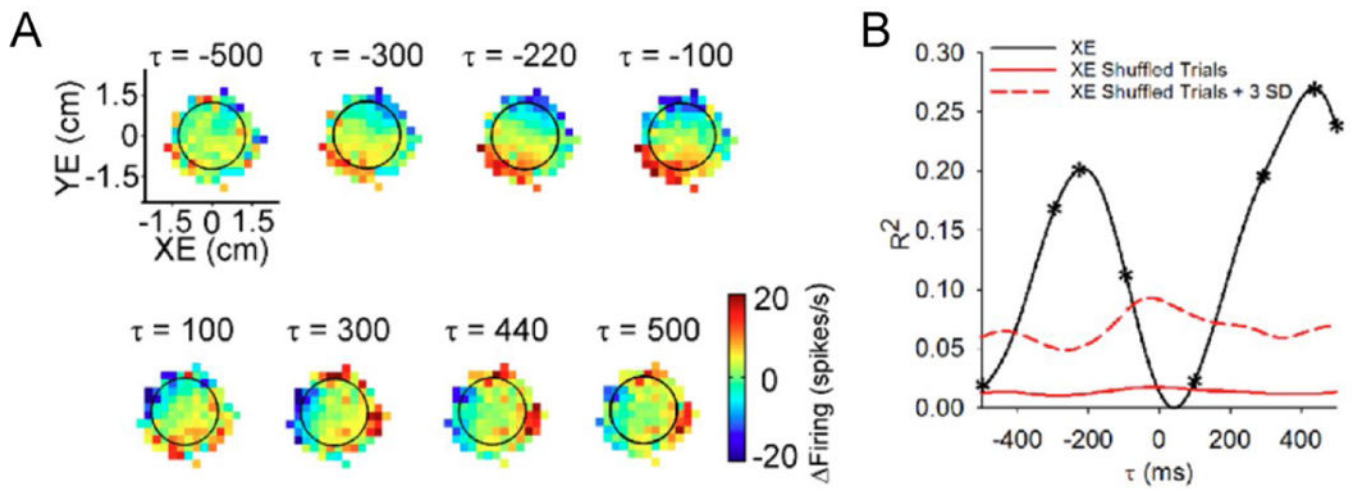 A
τ = -500
τ = -300
τ = -220
τ = -100
YE (cm)
1.5
0
-1.5
-1.5 0 1.5
XE (cm)
τ = 100
τ = 300
τ = 440
τ = 500
20
0
-20
ΔFiring (spikes/s)
B
XE
XE Shuffled Trials
XE Shuffled Trials + 3 SD
R2
0.30
0.25
0.20
0.15
0.10
0.05
0.00
-400 -200 0 200 400
τ (ms)